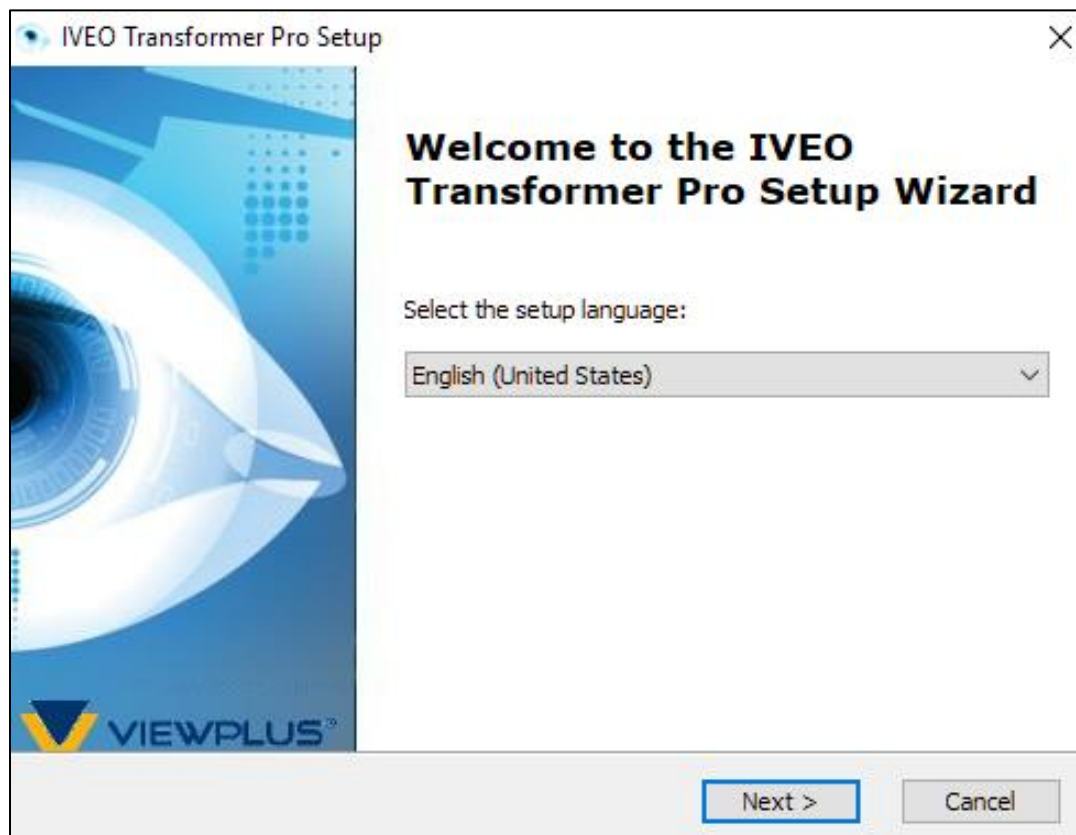 IVEO Transformer Pro Setup
Welcome to the IVEO
Transformer Pro Setup Wizard
Select the setup language:
English (United States)
VIEWPLUS®
Next >
Cancel